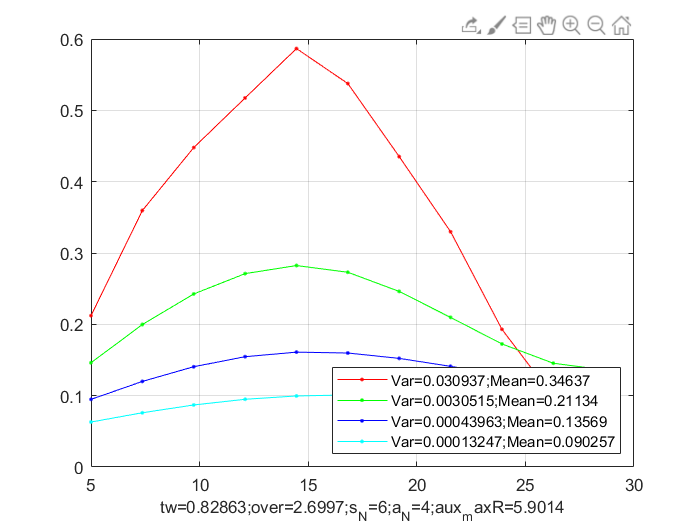 0.6
0.5
0.4
0.3
0.2
0.1
0
Var=0.030937;Mean=0.34637
Var=0.0030515;Mean=0.21134
Var=0.00043963;Mean=0.13569
Var=0.00013247;Mean=0.090257
5 10 15 20 25 30
tw=0.82863;over=2.6997;s_N=6;a_N=4;aux_maxR=5.9014